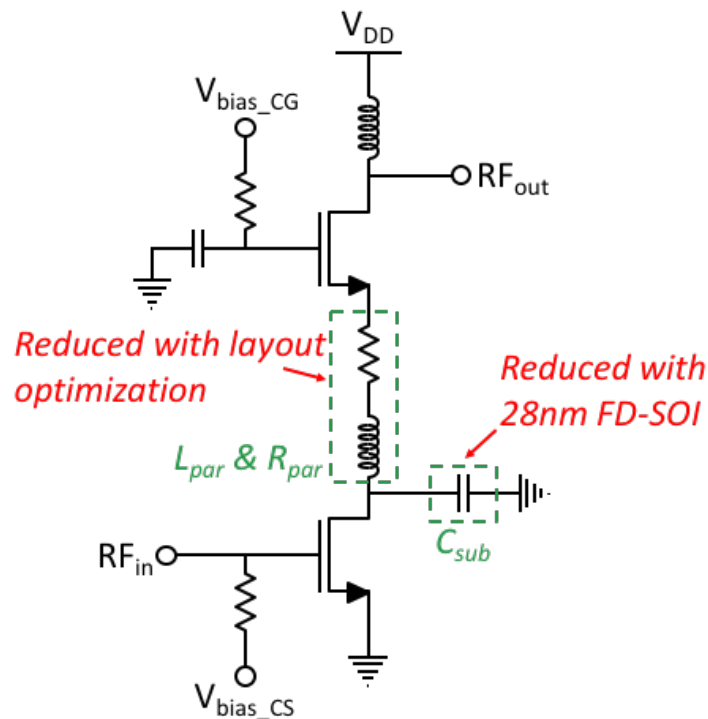 V_DD
V_bias_CG
RF_out
Reduced with layout
optimization
Reduced with
28nm FD-SOI
L_par & R_par
C_sub
RF_in
V_bias_CS